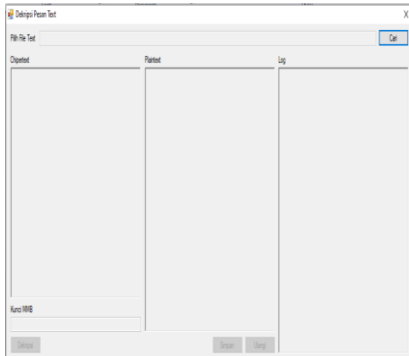 Dekripsi Pesan Text
Pilih File Text
Cari
Chipertext
Plaintext
Log
Kunci MMB
Dekripsi
Simpan
Ulangi